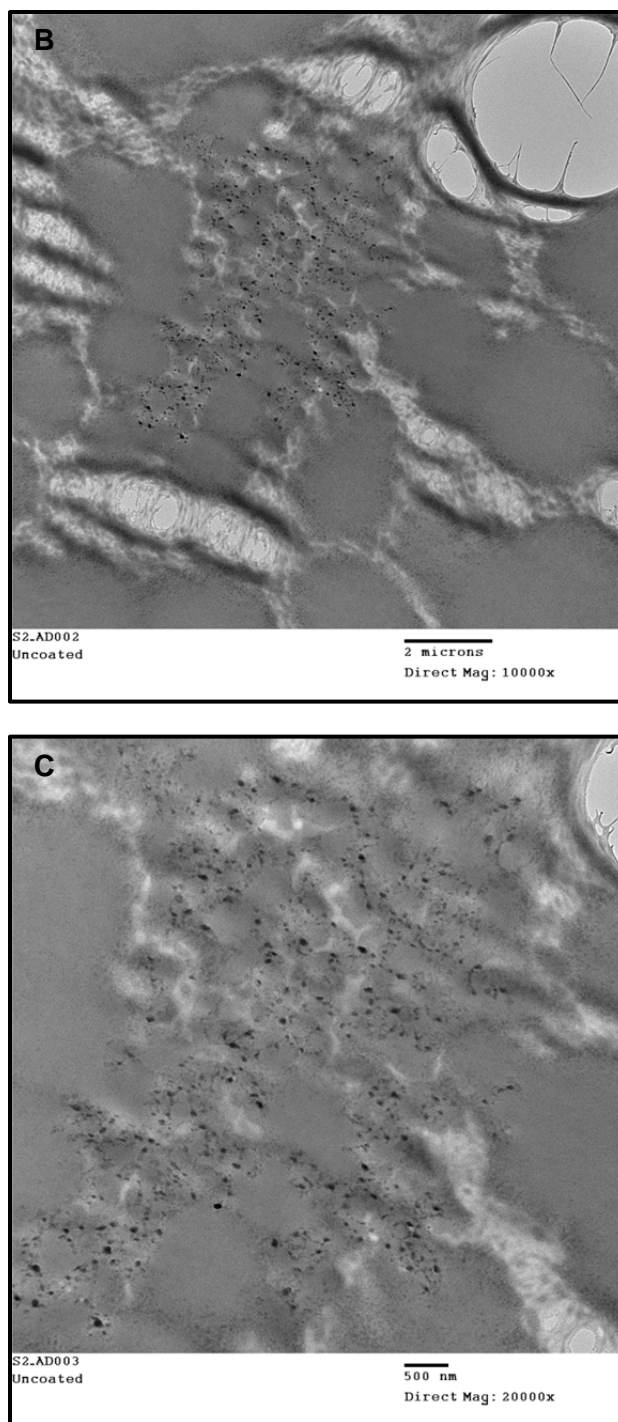 B
S2_AD002
Uncoated
2 microns
Direct Mag: 10000x
C
S2_AD003
Uncoated
500 nm
Direct Mag: 20000x